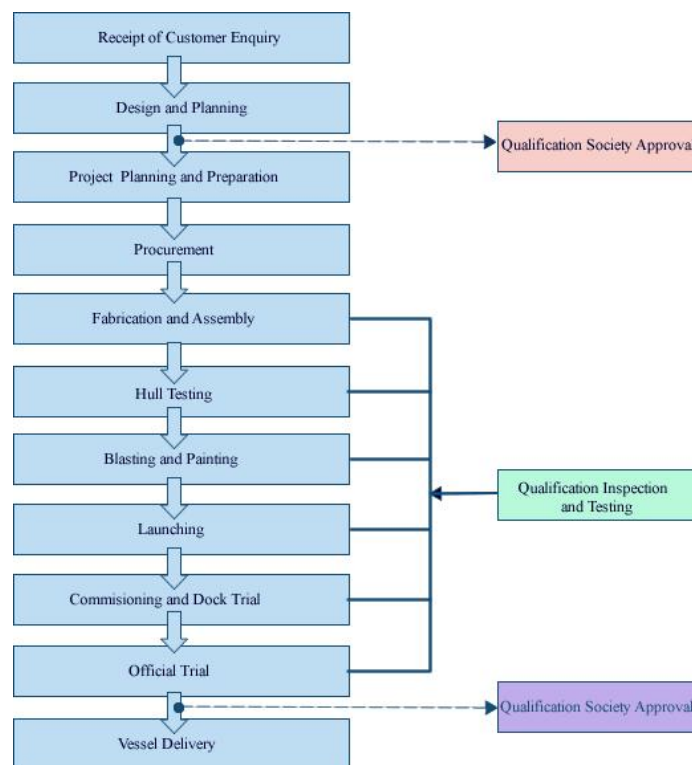 Receipt of Customer Enquiry
Design and Planning
Qualification Society Approval
Project Planning and Preparation
Procurement
Fabrication and Assembly
Hull Testing
Blasting and Painting
Qualification Inspection
and Testing
Launching
Commisioning and Dock Trial
Official Trial
Qualification Society Approval
Vessel Delivery